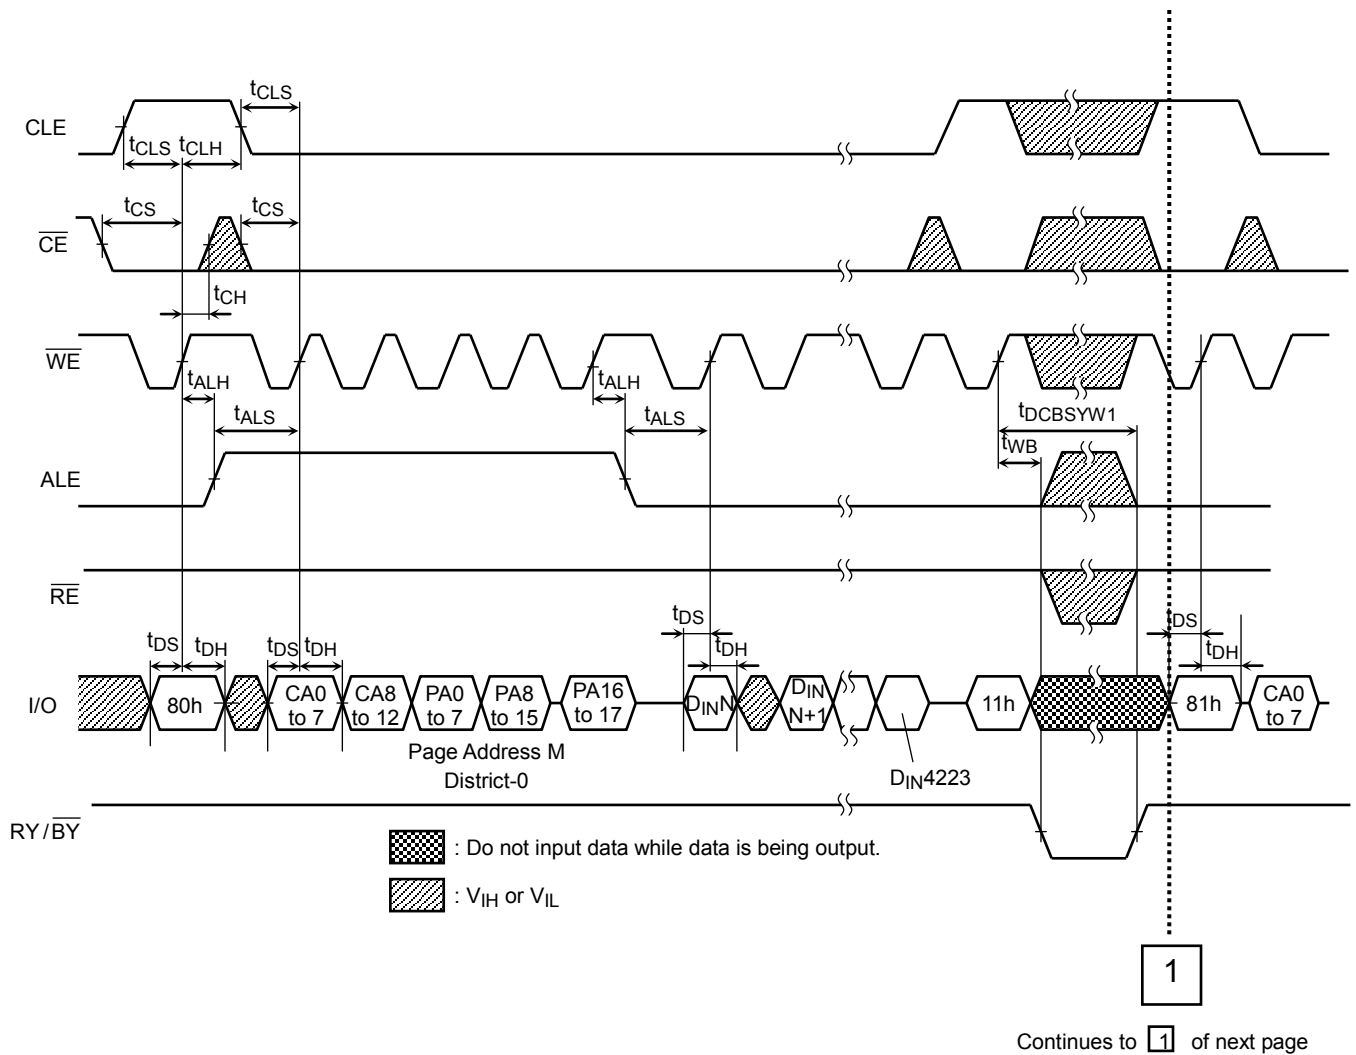 tCLS
CLE
tCLS tCLH
tCS tCS
CE
tCH
WE
tALH tALH
tALS tALS
tDCBSYW1
tWB
ALE
RE
tDS tDS
tDS tDH tDS tDH tDH tDH
I/O
80h
CA0 to 7
CA8 to 12
PA0 to 7
PA8 to 15
PA16 to 17
DINN
DIN N+1
11h
81h
CA0 to 7
Page Address M
District-0
DIN4223
RY/BY
: Do not input data while data is being output.
: VIH or VIL
1
Continues to 1 of next page